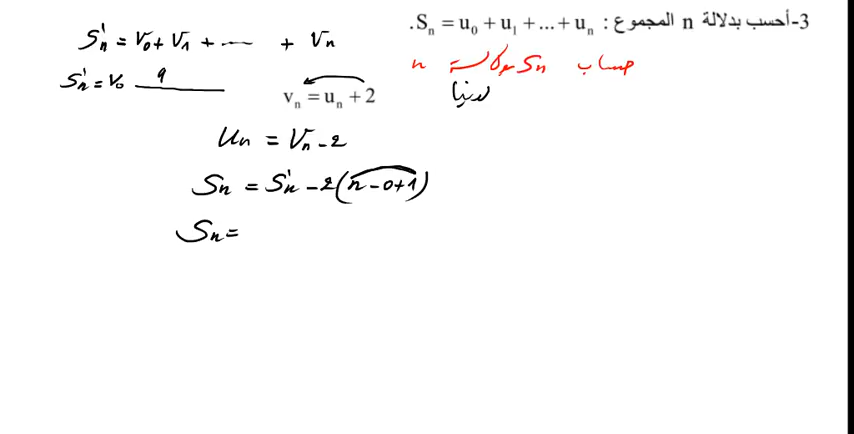 3-أحسب بدلالة n المجموع : Sₙ = u₀ + u₁ + ... + uₙ.
حساب Sₙ بدلالة n
لدينا
S'ₙ = V₀ + V₁ + ...... + Vₙ
S'ₙ = V₀ q
vₙ = uₙ + 2
Uₙ = Vₙ - 2
Sₙ = S'ₙ - 2(n-0+1)
Sₙ =